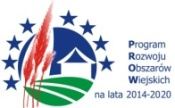 Program
Rozwoju
Obszarów
Wiejskich
na lata 2014-2020